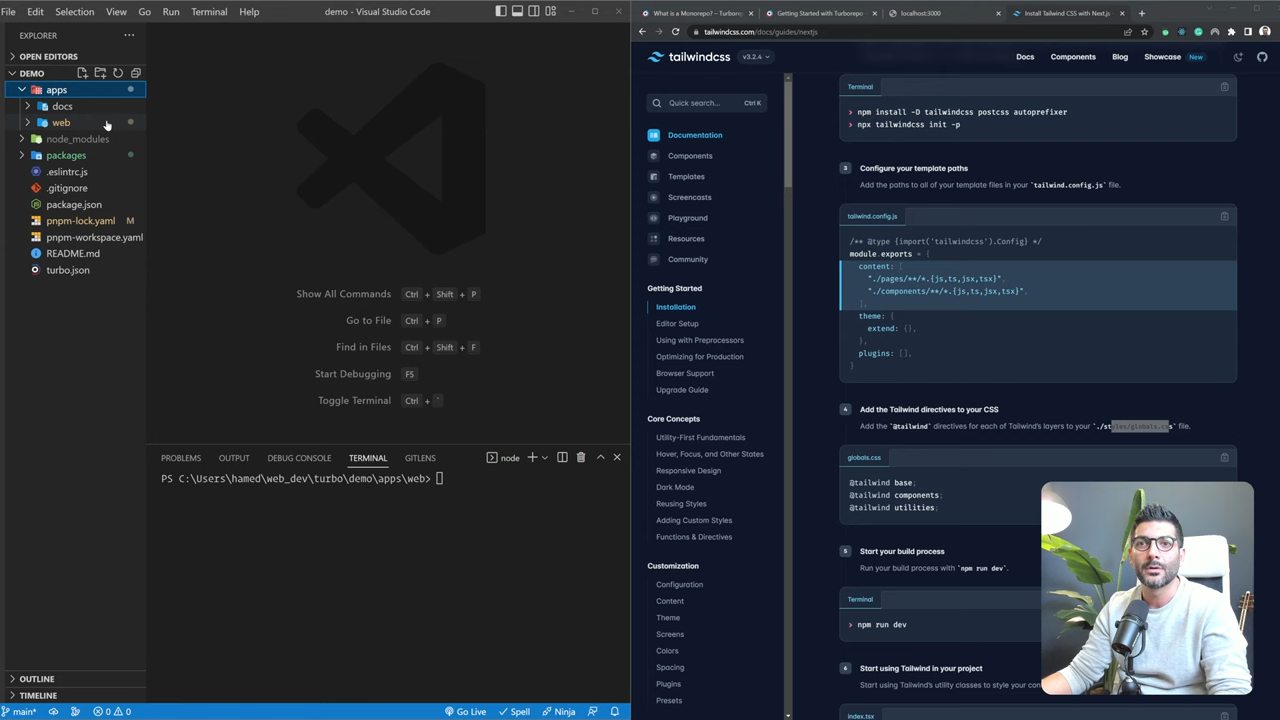 File Edit Selection View Go Run Terminal Help
demo - Visual Studio Code
EXPLORER
OPEN EDITORS
DEMO
apps
docs
web
node_modules
packages
.eslintrc.js
.gitignore
package.json
pnpm-lock.yaml M
pnpm-workspace.yaml
README.md
turbo.json
OUTLINE
TIMELINE
Show All Commands Ctrl + Shift + P
Go to File Ctrl + P
Find in Files Ctrl + Shift + F
Start Debugging F5
Toggle Terminal Ctrl + `
PROBLEMS OUTPUT DEBUG CONSOLE TERMINAL GITLENS
node
PS C:\Users\hamed\web_dev\turbo\demo\apps\web>
main* 0 0 Go Live Spell Ninja
What is a Monorepo? – Turborep
Getting Started with Turborepo
localhost:3000
Install Tailwind CSS with Next.js
tailwindcss.com/docs/guides/nextjs
tailwindcss v3.2.4
Docs Components Blog Showcase New
Quick search... Ctrl K
Documentation
Components
Templates
Screencasts
Playground
Resources
Community
Getting Started
Installation
Editor Setup
Using with Preprocessors
Optimizing for Production
Browser Support
Upgrade Guide
Core Concepts
Utility-First Fundamentals
Hover, Focus, and Other States
Responsive Design
Dark Mode
Reusing Styles
Adding Custom Styles
Functions & Directives
Customization
Configuration
Content
Theme
Screens
Colors
Spacing
Plugins
Presets
Terminal
> npm install -D tailwindcss postcss autoprefixer
> npx tailwindcss init -p
3 Configure your template paths
Add the paths to all of your template files in your `tailwind.config.js` file.
tailwind.config.js
/** @type {import('tailwindcss').Config} */
module.exports = {
content: [
"./pages/**/*.{js,ts,jsx,tsx}",
"./components/**/*.{js,ts,jsx,tsx}",
],
theme: {
extend: {},
},
plugins: [],
}
4 Add the Tailwind directives to your CSS
Add the `@tailwind` directives for each of Tailwind's layers to your `./styles/globals.css` file.
globals.css
@tailwind base;
@tailwind components;
@tailwind utilities;
5 Start your build process
Run your build process with `npm run dev`.
Terminal
> npm run dev
6 Start using Tailwind in your project
Start using Tailwind's utility classes to style your
index.tsx